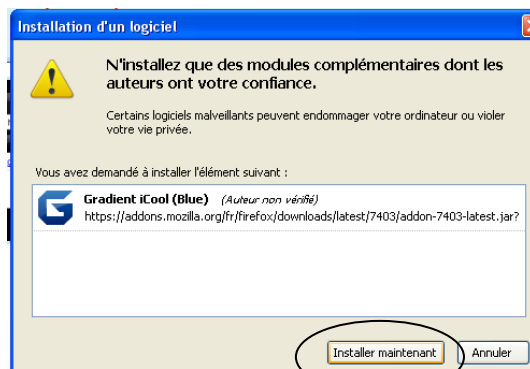 Installation d'un logiciel
N'installez que des modules complémentaires dont les
auteurs ont votre confiance.
Certains logiciels malveillants peuvent endommager votre ordinateur ou violer
votre vie privée.
Vous avez demandé à installer l'élément suivant :
Gradient iCool (Blue) (Auteur non vérifié)
https://addons.mozilla.org/fr/firefox/downloads/latest/7403/addon-7403-latest.jar?
Installer maintenant Annuler